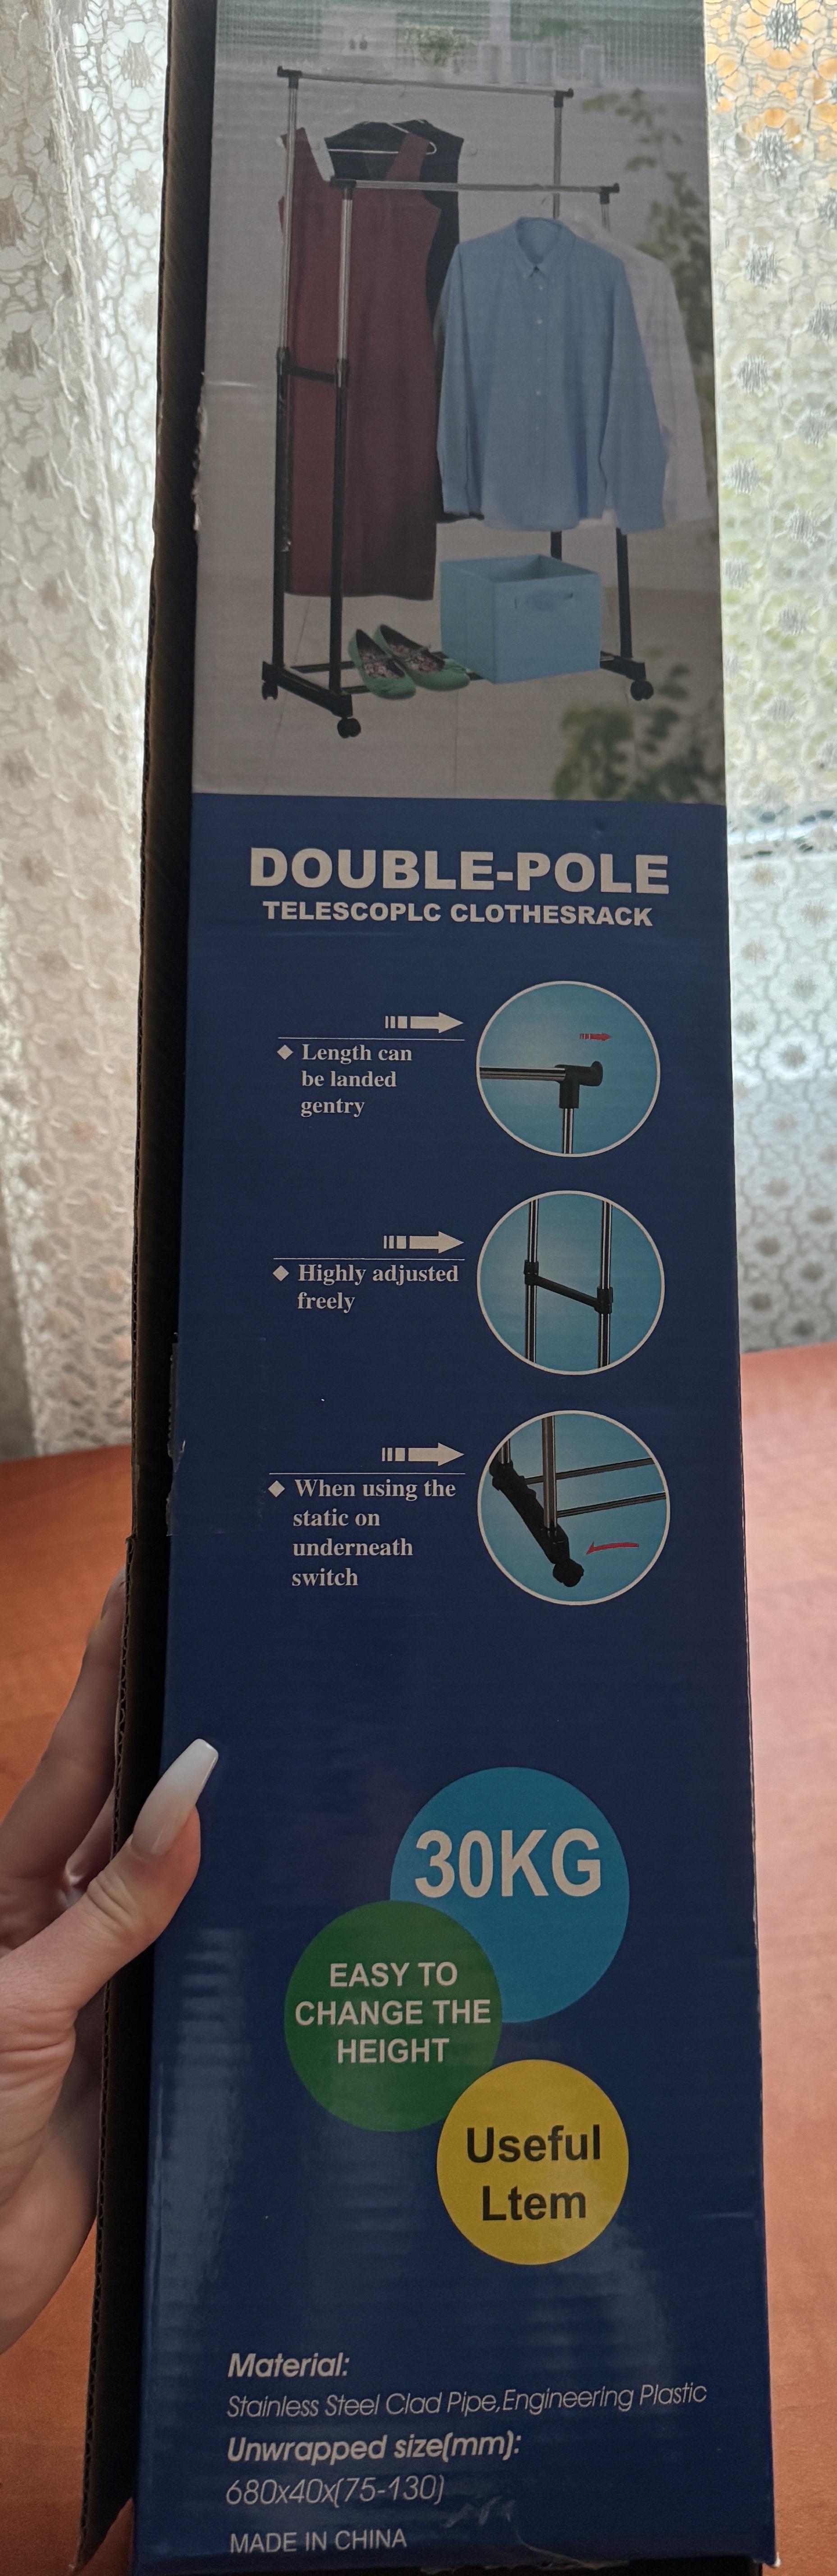 DOUBLE-POLE
TELESCOPLC CLOTHESRACK
◆ Length can
be landed
gentry
◆ Highly adjusted
freely
◆ When using the
static on
underneath
switch
30KG
EASY TO
CHANGE THE
HEIGHT
Useful
Ltem
Material:
Stainless Steel Clad Pipe,Engineering Plastic
Unwrapped size(mm):
680x40x(75-130)
MADE IN CHINA